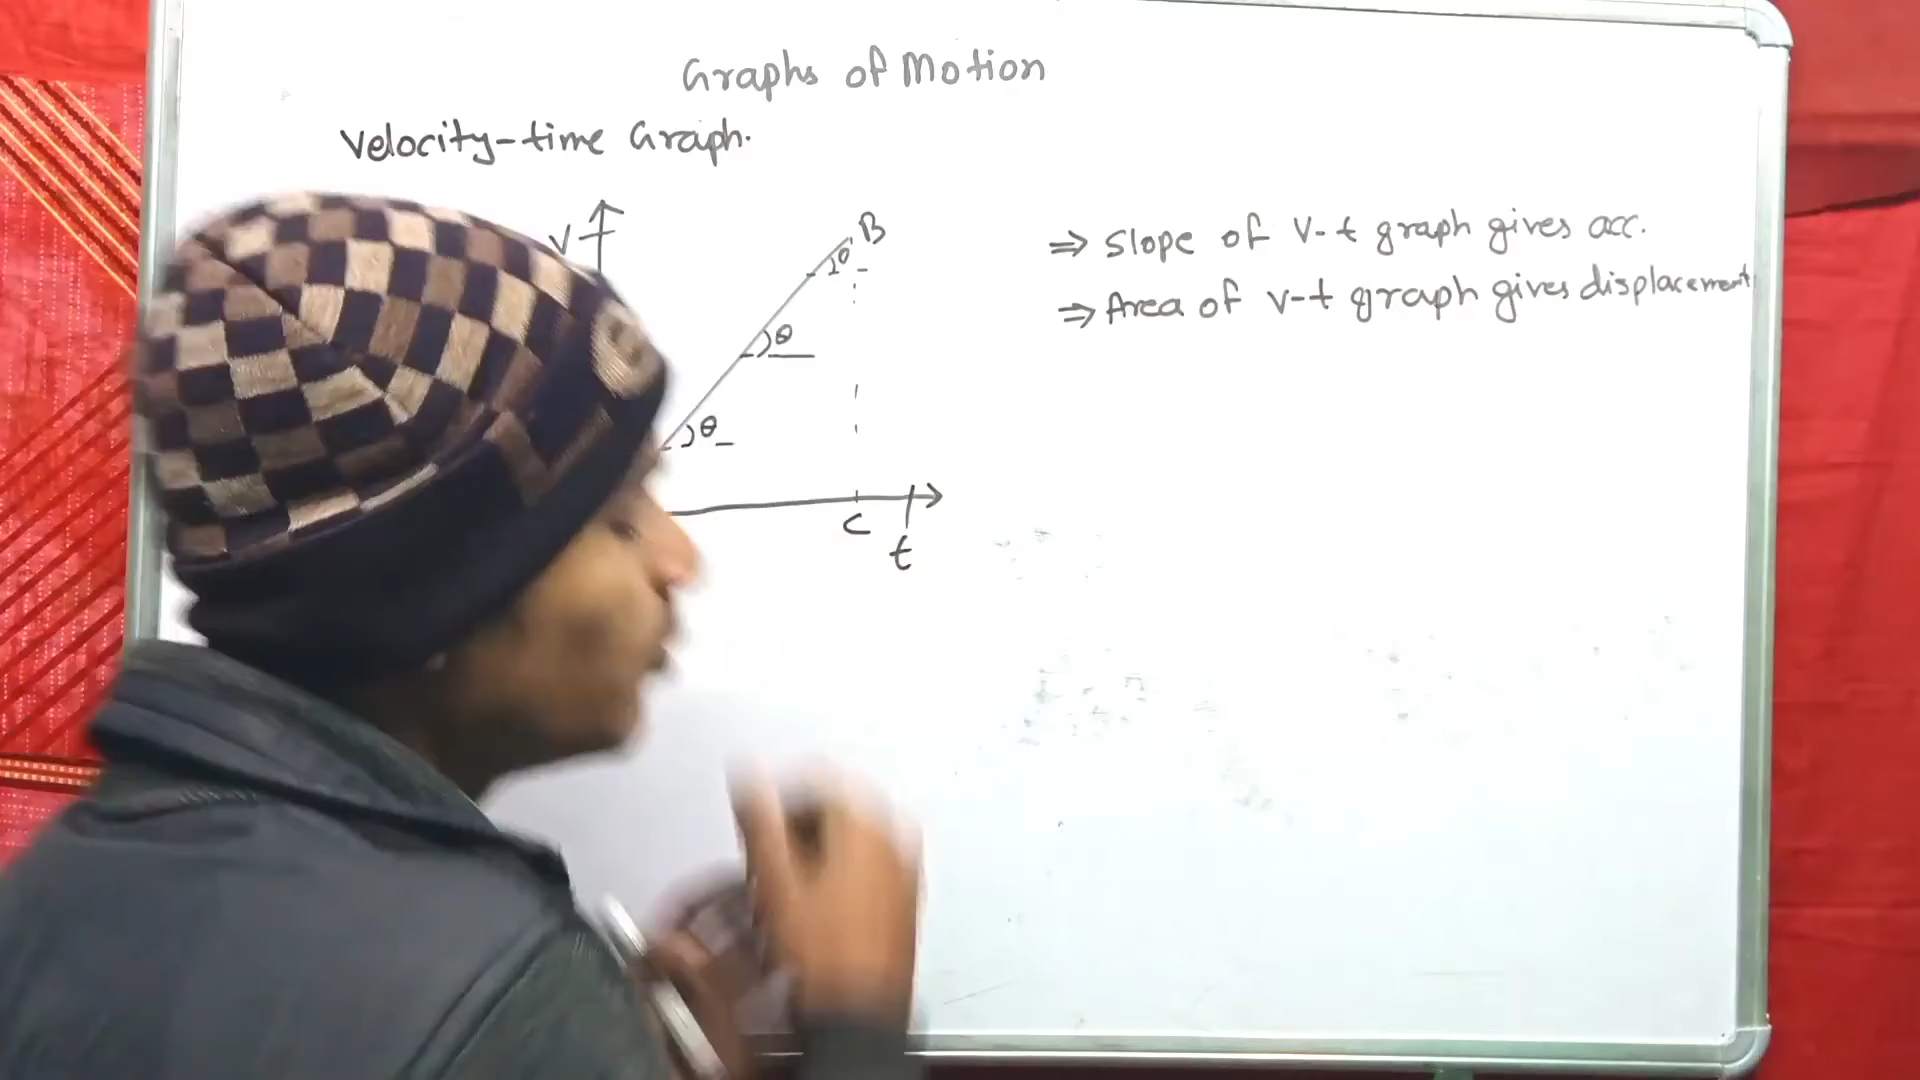 Graphs of Motion
Velocity-time Graph.
V
B
θ
θ
θ
C
t
⇒ Slope of V-t graph gives acc.
⇒ Area of V-t graph gives displacement